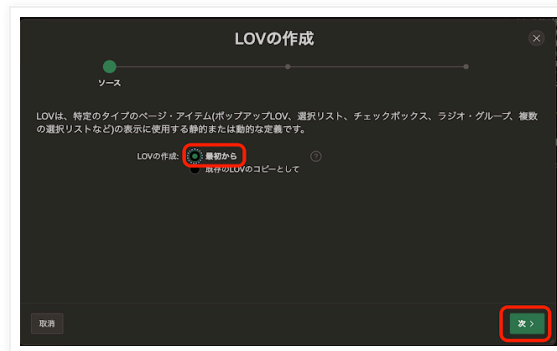 LOVの作成
ソース
LOVは、特定のタイプのページ・アイテム(ポップアップLOV、選択リスト、チェックボックス、ラジオ・グループ、複数
の選択リストなど)の表示に使用する静的または動的な定義です。
LOVの作成: 最初から ?
既存のLOVのコピーとして
取消
次 >